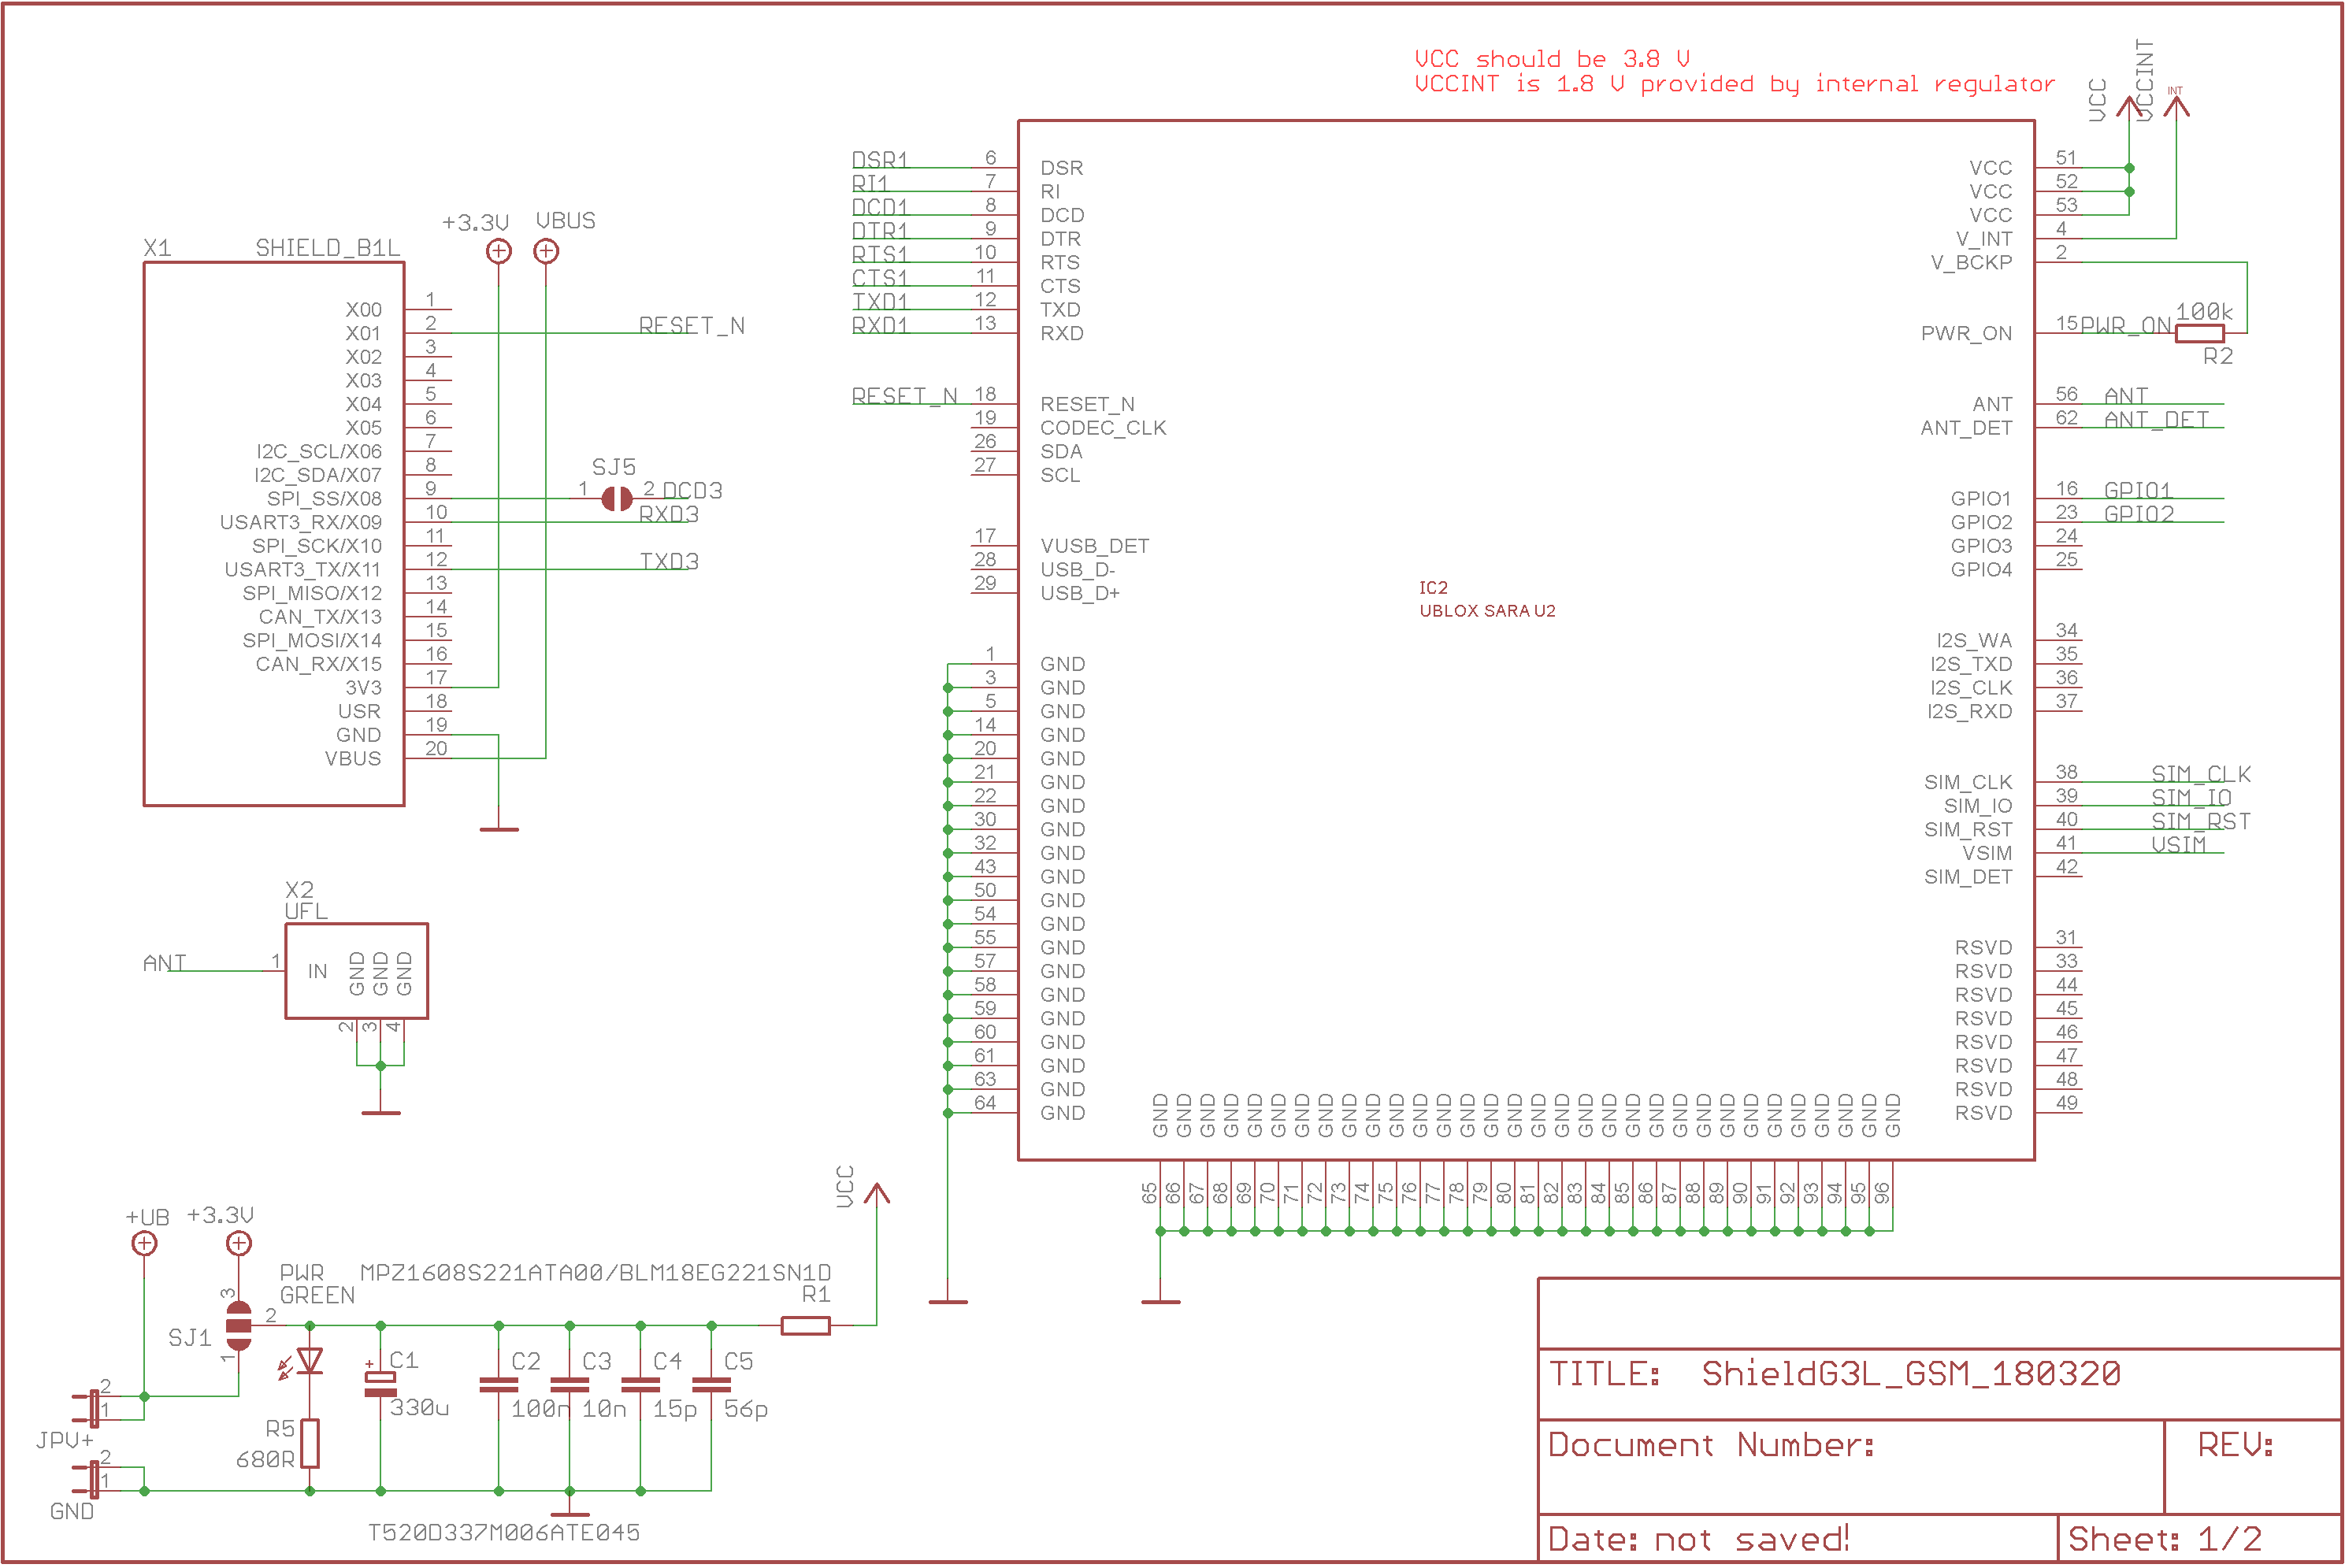 VCC should be 3.8 V
VCCINT is 1.8 V provided by internal regulator
VCC
VCCINT
INT
X1
SHIELD_B1L
+3.3V
VBUS
X00 1
X01 2 RESET_N
X02 3
X03 4
X04 5
X05 6
I2C_SCL/X06 7
I2C_SDA/X07 8
SPI_SS/X08 9
SJ5
1
2 DCD3
USART3_RX/X09 10 RXD3
SPI_SCK/X10 11
USART3_TX/X11 12 TXD3
SPI_MISO/X12 13
CAN_TX/X13 14
SPI_MOSI/X14 15
CAN_RX/X15 16
3V3 17
USR 18
GND 19
VBUS 20
X2
UFL
ANT
1
IN
GND
GND
GND
2
3
4
DSR1 6 DSR
RI1 7 RI
DCD1 8 DCD
DTR1 9 DTR
RTS1 10 RTS
CTS1 11 CTS
TXD1 12 TXD
RXD1 13 RXD
RESET_N 18 RESET_N
19 CODEC_CLK
26 SDA
27 SCL
17 VUSB_DET
28 USB_D-
29 USB_D+
1 GND
3 GND
5 GND
14 GND
20 GND
21 GND
22 GND
30 GND
32 GND
43 GND
50 GND
54 GND
55 GND
57 GND
58 GND
59 GND
60 GND
61 GND
63 GND
64 GND
IC2
UBLOX SARA U2
VCC 51
VCC 52
VCC 53
V_INT 4
V_BCKP 2
PWR_ON 15 PWR_ON
100k
R2
ANT 56 ANT
ANT_DET 62 ANT_DET
GPIO1 16 GPIO1
GPIO2 23 GPIO2
GPIO3 24
GPIO4 25
I2S_WA 34
I2S_TXD 35
I2S_CLK 36
I2S_RXD 37
SIM_CLK 38 SIM_CLK
SIM_IO 39 SIM_IO
SIM_RST 40 SIM_RST
VSIM 41 VSIM
SIM_DET 42
RSVD 31
RSVD 33
RSVD 44
RSVD 45
RSVD 46
RSVD 47
RSVD 48
RSVD 49
GND GND GND GND GND GND GND GND GND GND GND GND GND GND GND GND GND GND GND GND GND GND GND GND GND GND GND GND GND GND GND GND
65 66 67 68 69 70 71 72 73 74 75 76 77 78 79 80 81 82 83 84 85 86 87 88 89 90 91 92 93 94 95 96
+UB
+3.3V
VCC
PWR
GREEN
MPZ1608S221ATA00/BLM18EG221SN1D
R1
3
2
SJ1
1
+
C1
330u
C2
100n
C3
10n
C4
15p
C5
56p
R5
680R
2
1
JPV+
2
1
GND
T520D337M006ATE045
TITLE: ShieldG3L_GSM_180320
Document Number:
REV:
Date: not saved!
Sheet: 1/2